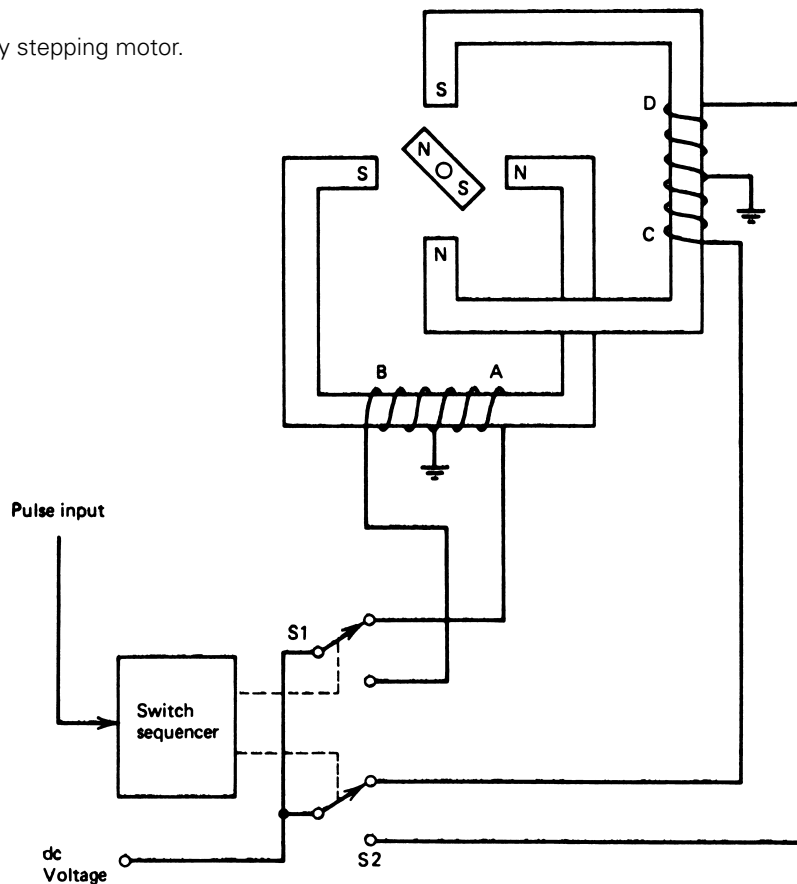 y stepping motor.
S
D
N
S
S
N
C
N
B
A
Pulse input
S1
Switch
sequencer
dc
Voltage
S2